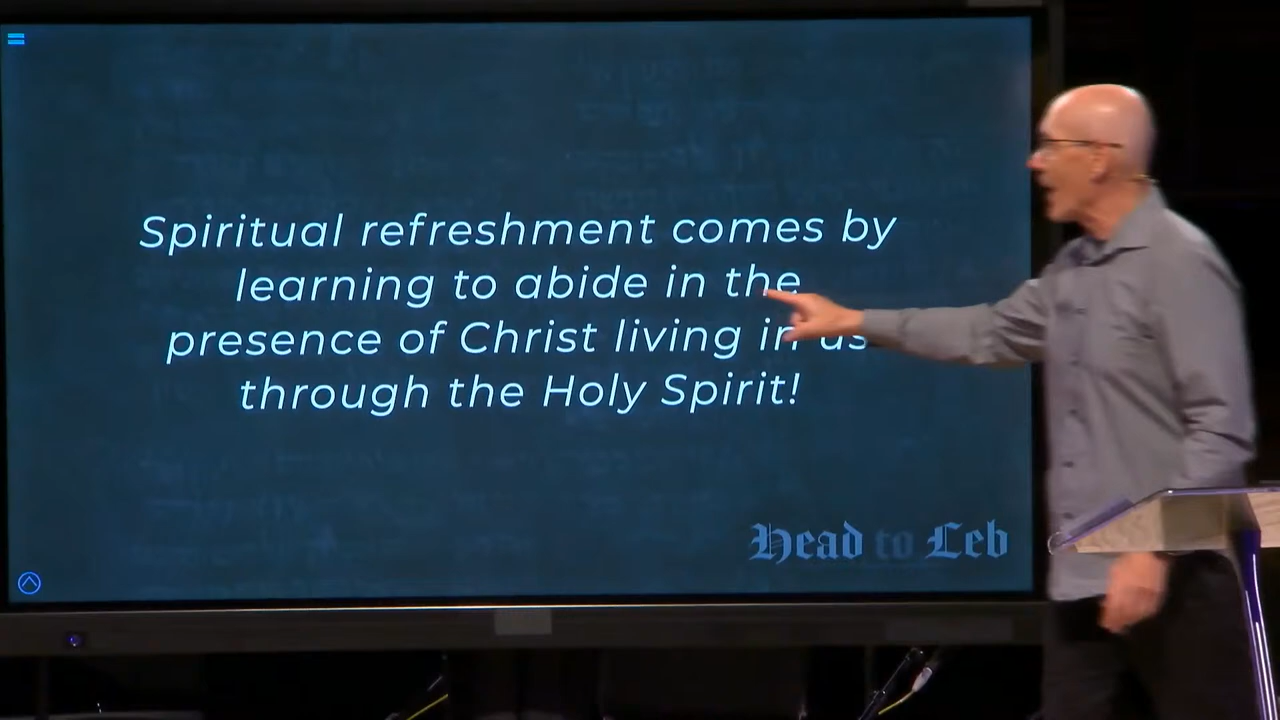 Spiritual refreshment comes by
learning to abide in the
presence of Christ living in us
through the Holy Spirit!
Head to Leb